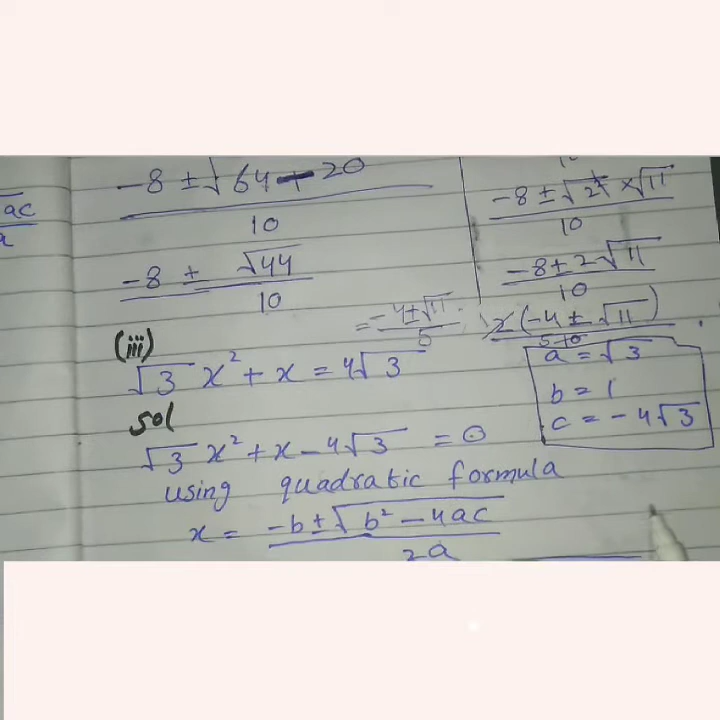 ac
a
-8 ± √64 - 20
10
-8 ± √44
10
-8 ± √2² × √11
10
-8 ± 2√11
10
2(-4 ± √11)
5 10
= -4 ± √11
5
(iii)
√3 x² + x = 4√3
sol
√3 x² + x - 4√3 = 0
a = √3
b = 1
c = -4√3
using quadratic formula
x = -b ± √b² - 4ac
2a